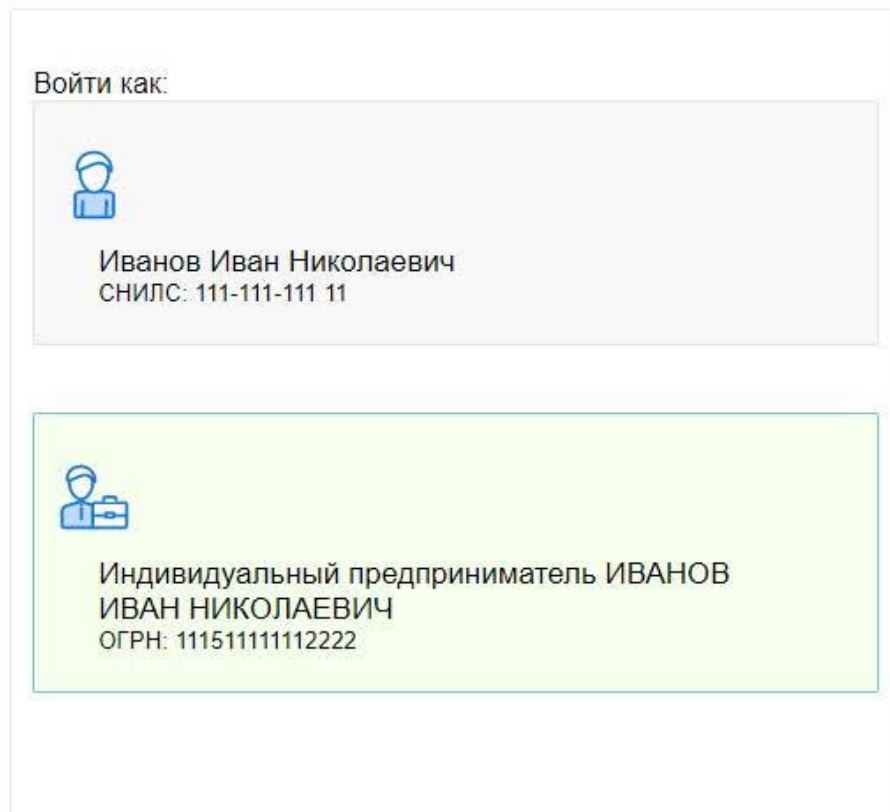 Войти как:
Иванов Иван Николаевич
СНИЛС: 111-111-111 11
Индивидуальный предприниматель ИВАНОВ
ИВАН НИКОЛАЕВИЧ
ОГРН: 111511111112222